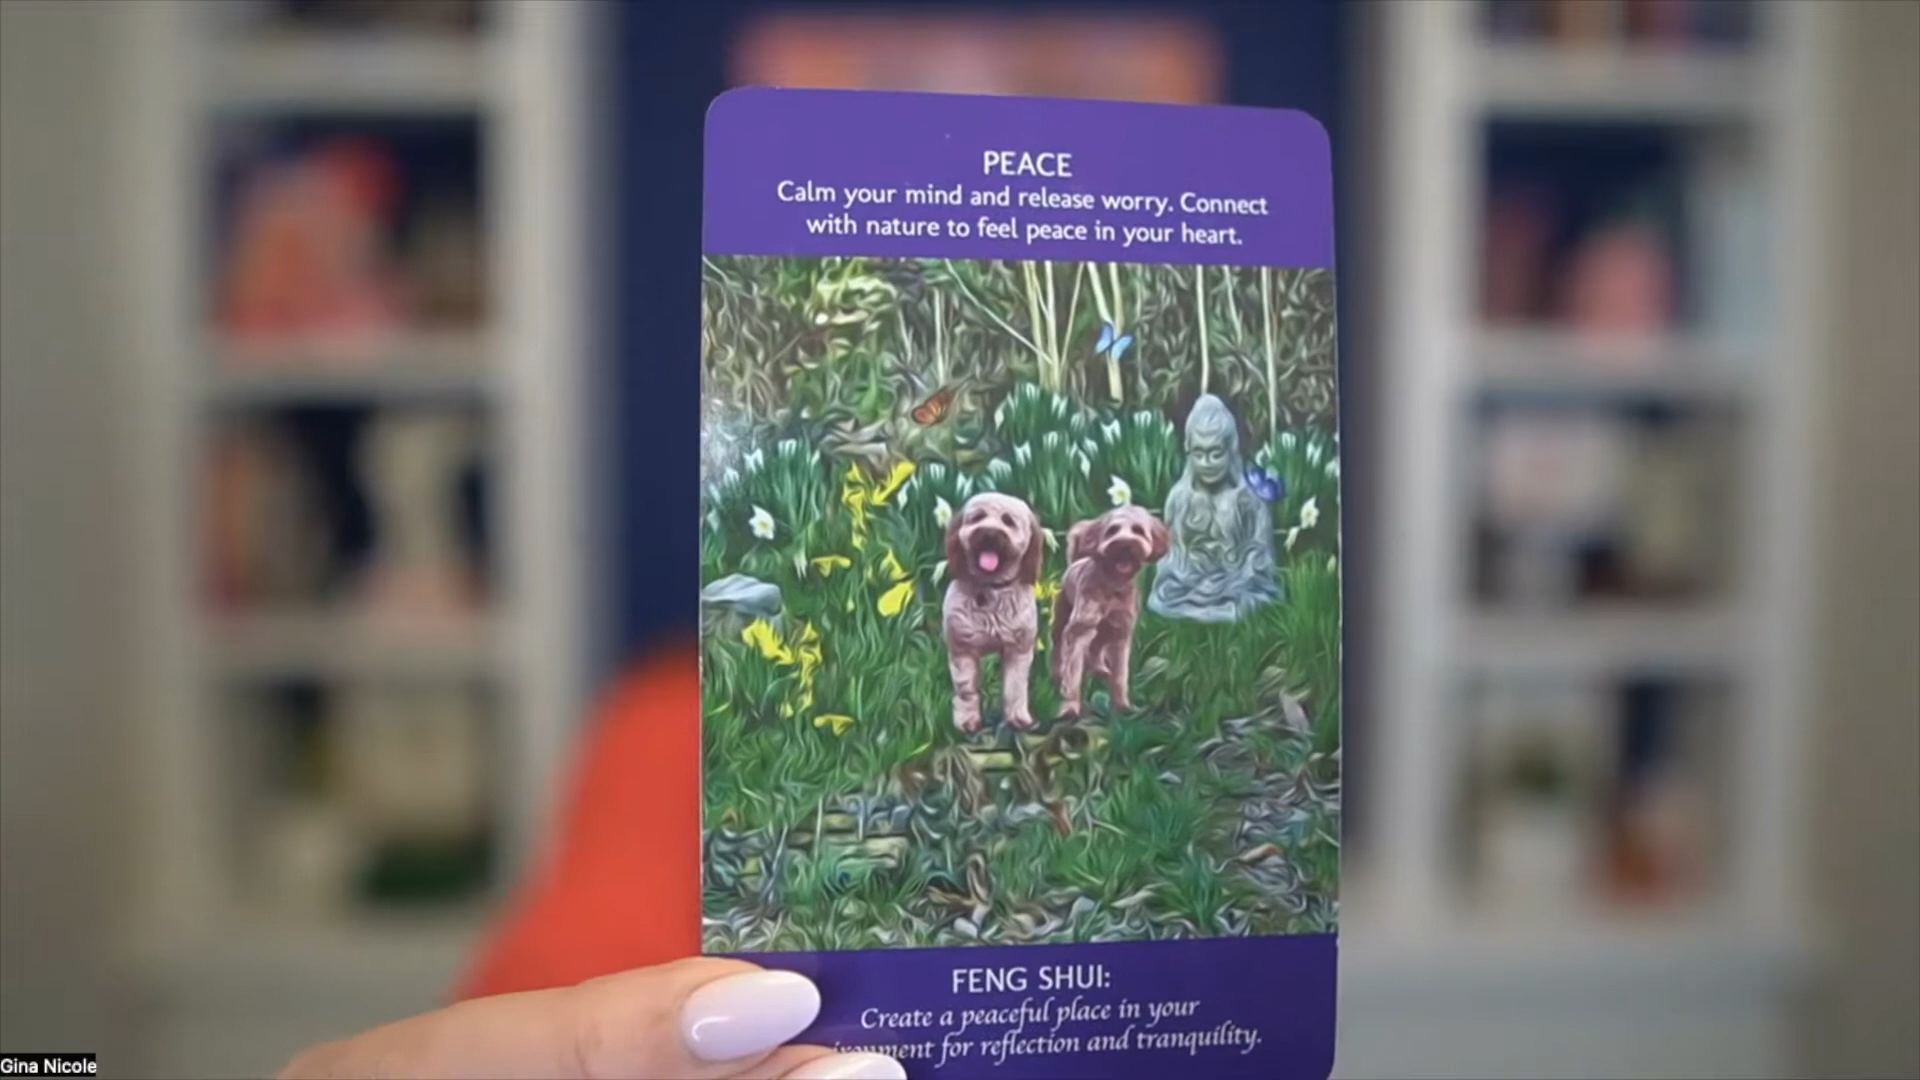 PEACE
Calm your mind and release worry. Connect
with nature to feel peace in your heart.
FENG SHUI:
Create a peaceful place in your
for reflection and tranquility.
Gina Nicole